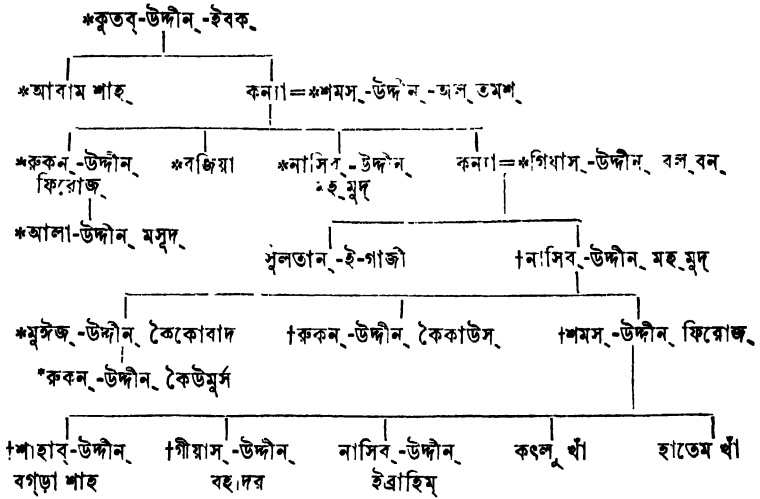 *কুতব্-উদ্দীন্-ইবক্
*আবাম শাহ্ কন্যা=*শমস্-উদ্দীন্-অল্তমশ্
*রুকন্-উদ্দীন্ *বজিয়া *নাসিব্-উদ্দীন্ কন্যা=*গিয়াস্-উদ্দীন্ বল্বন্
ফিরোজ্ মহ্মুদ্
*আলা-উদ্দীন্ মসূদ্
সুলতান্-ই-গাজী †নাসিব্-উদ্দীন্ মহ্মুদ্
*মুঈজ্-উদ্দীন্ কৈকোবাদ †রুকন্-উদ্দীন্ কৈকাউস্ †শমস্-উদ্দীন্ ফিরোজ্
*রুকন্-উদ্দীন্ কৈউমুর্স
†শাহাব্-উদ্দীন্ †গীয়াস্-উদ্দীন্ নাসিব্-উদ্দীন্ কৎলু খাঁ হাতেম খাঁ
বগ্ড়া শাহ বহাদর ইব্রাহিম্